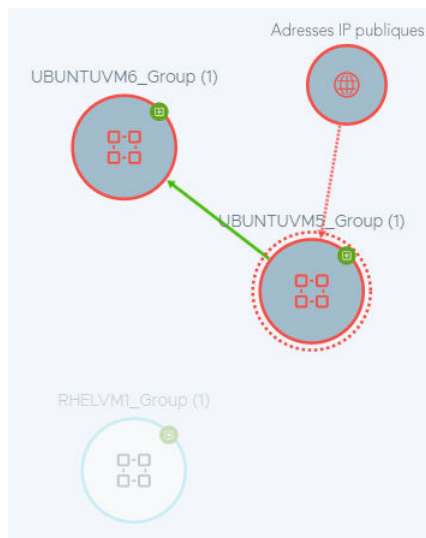 Adresses IP publiques
UBUNTUVM6_Group (1)
UBUNTUVM5_Group (1)
RHELVM1_Group (1)